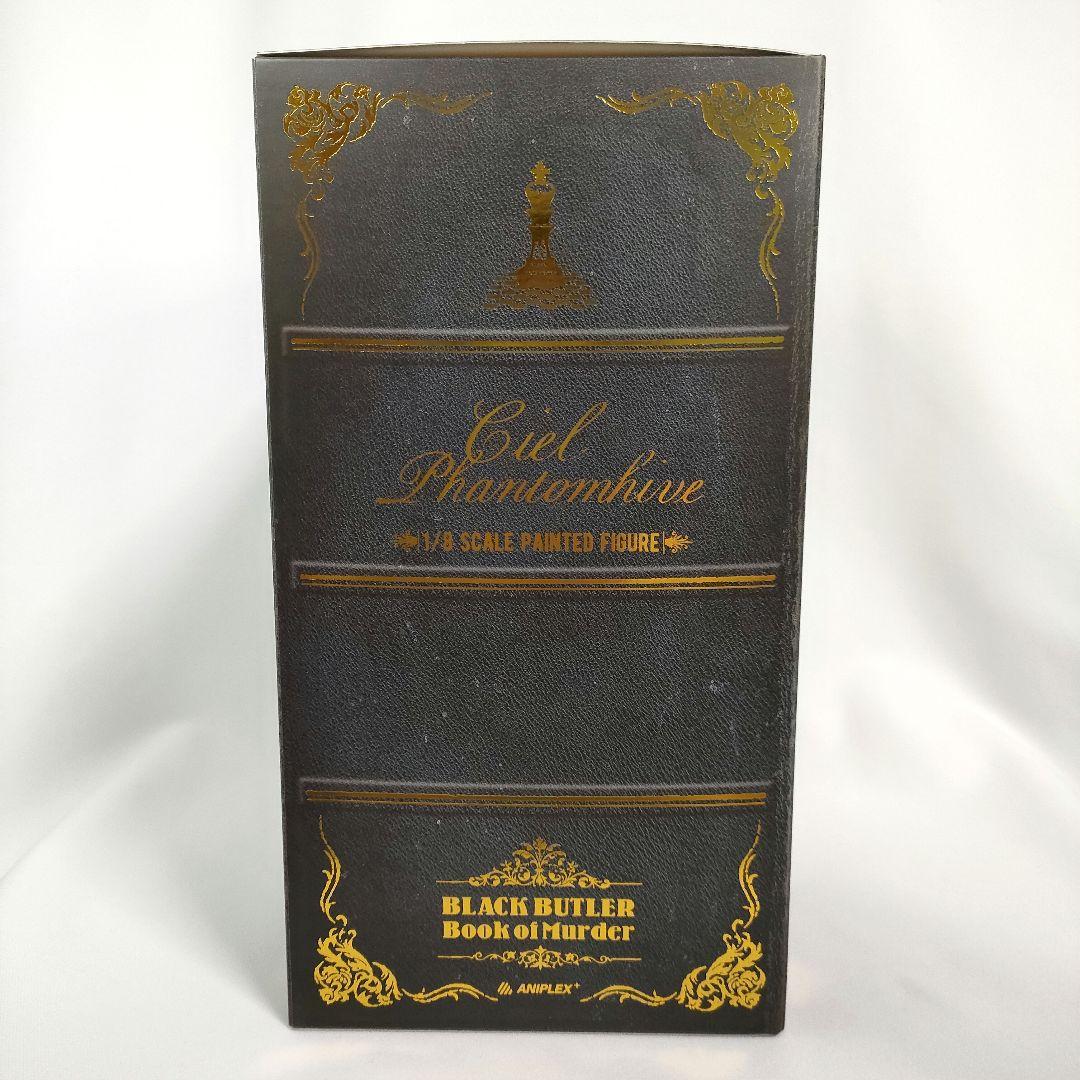 Ciel
Phantomhive
1/8 SCALE PAINTED FIGURE
BLACK BUTLER
Book of Murder
ANIPLEX+